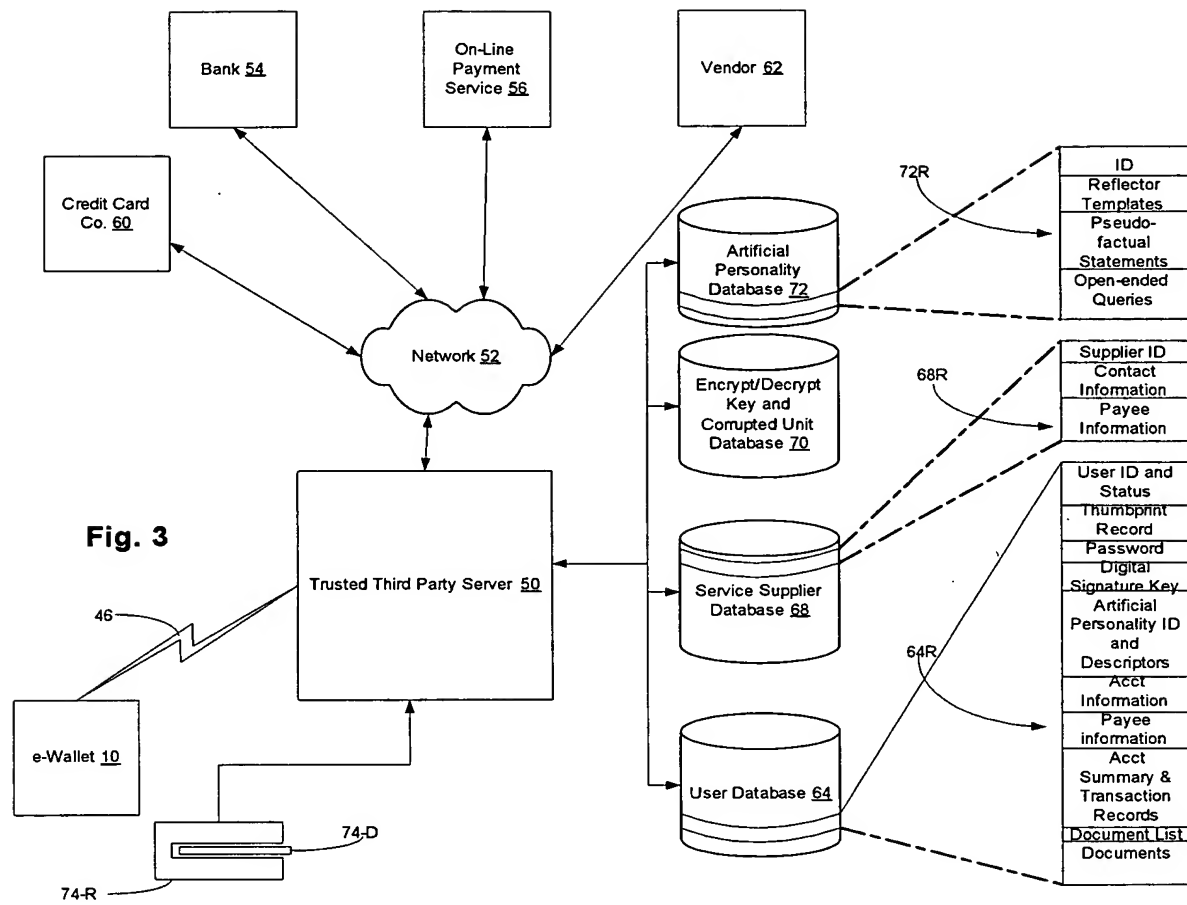 Bank 54
On-Line
Payment
Service 56
Vendor 62
Credit Card
Co. 60
Network 52
Artificial
Personality
Database 72
72R
ID
Reflector
Templates
Pseudo-
factual
Statements
Open-ended
Queries
Encrypt/Decrypt
Key and
Corrupted Unit
Database 70
68R
Supplier ID
Contact
Information
Payee
Information
Fig. 3
Trusted Third Party Server 50
Service Supplier
Database 68
User ID and
Status
Thumbprint
Record
Password
Digital
Signature Key
Artificial
Personality ID
and
Descriptors
Acct
Information
Payee
information
Acct
Summary &
Transaction
Records
Document List
Documents
64R
46
e-Wallet 10
User Database 64
74-D
74-R